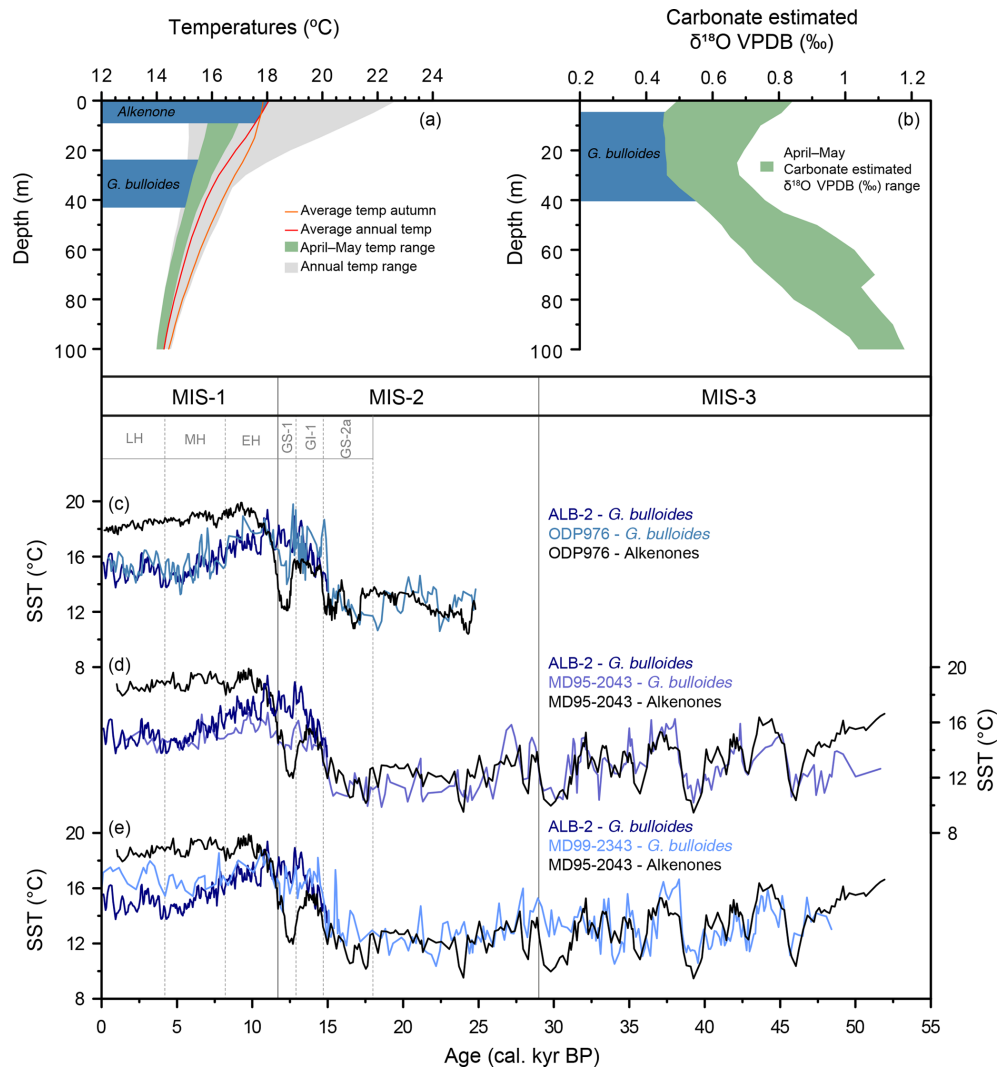 Temperatures (ºC)
12 14 16 18 20 22 24
Carbonate estimated
δ¹⁸O VPDB (‰)
0.2 0.4 0.6 0.8 1 1.2
Depth (m)
0
20
40
60
80
100
Alkenone
G. bulloides
(a)
Average temp autumn
Average annual temp
April–May temp range
Annual temp range
Depth (m)
0
20
40
60
80
100
(b)
G. bulloides
April–May
Carbonate estimated
δ¹⁸O VPDB (‰) range
MIS-1 MIS-2 MIS-3
LH MH EH GS-1 GI-1 GS-2a
(c)
SST (°C)
20
16
12
8
ALB-2 - G. bulloides
ODP976 - G. bulloides
ODP976 - Alkenones
(d)
ALB-2 - G. bulloides
MD95-2043 - G. bulloides
MD95-2043 - Alkenones
20
16
12
8
SST (°C)
(e)
SST (°C)
20
16
12
8
ALB-2 - G. bulloides
MD99-2343 - G. bulloides
MD95-2043 - Alkenones
0 5 10 15 20 25 30 35 40 45 50 55
Age (cal. kyr BP)